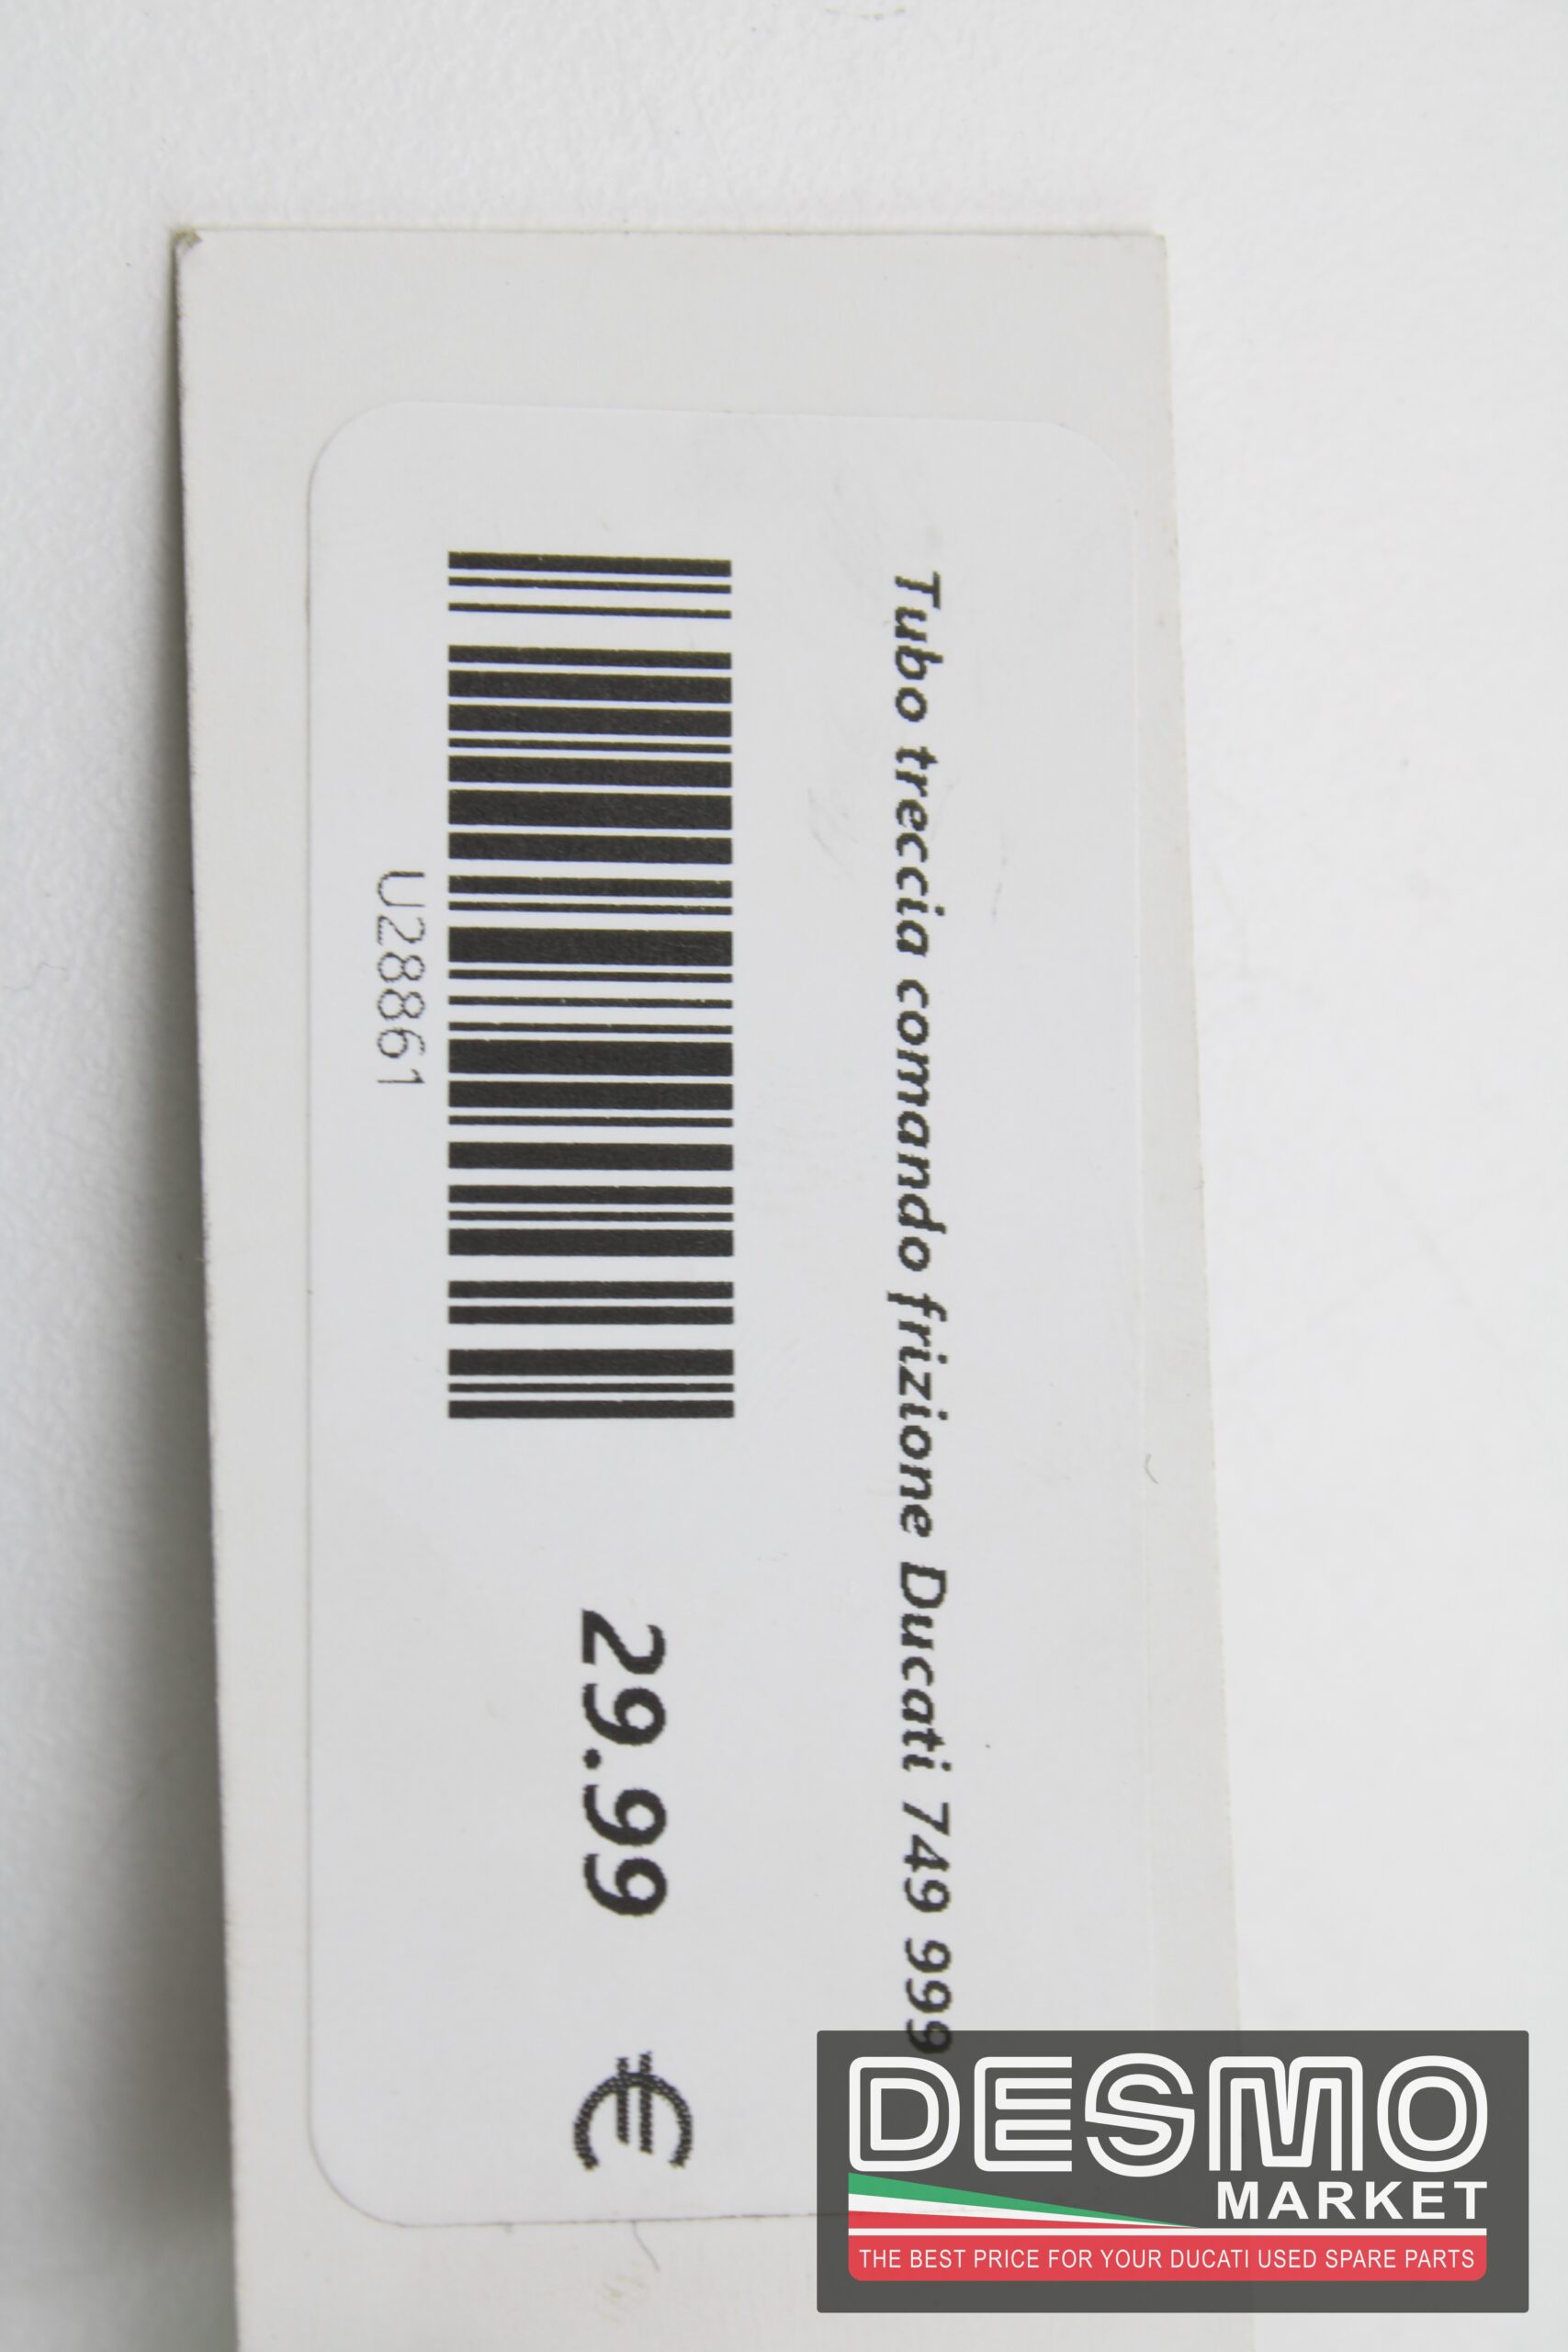 Tubo treccia comando frizione Ducati 749 999
U28861
29.99 €
DESMO
MARKET
THE BEST PRICE FOR YOUR DUCATI USED SPARE PARTS